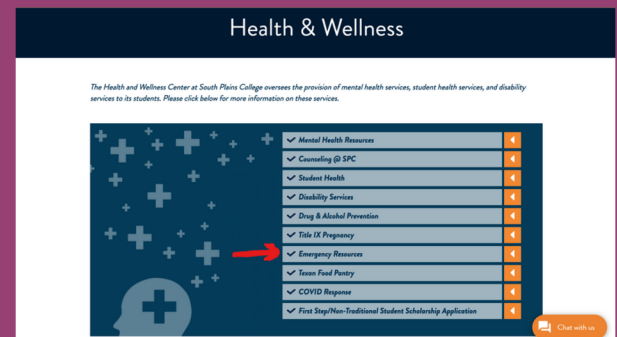 Health & Wellness
The Health and Wellness Center at South Plains College oversees the provision of mental health services, student health services, and disability
services to its students. Please click below for more information on these services.
Mental Health Resources
Counseling @ SPC
Student Health
Disability Services
Drug & Alcohol Prevention
Title IX Pregnancy
Emergency Resources
Texan Food Pantry
COVID Response
First Step/Non-Traditional Student Scholarship Application
Chat with us